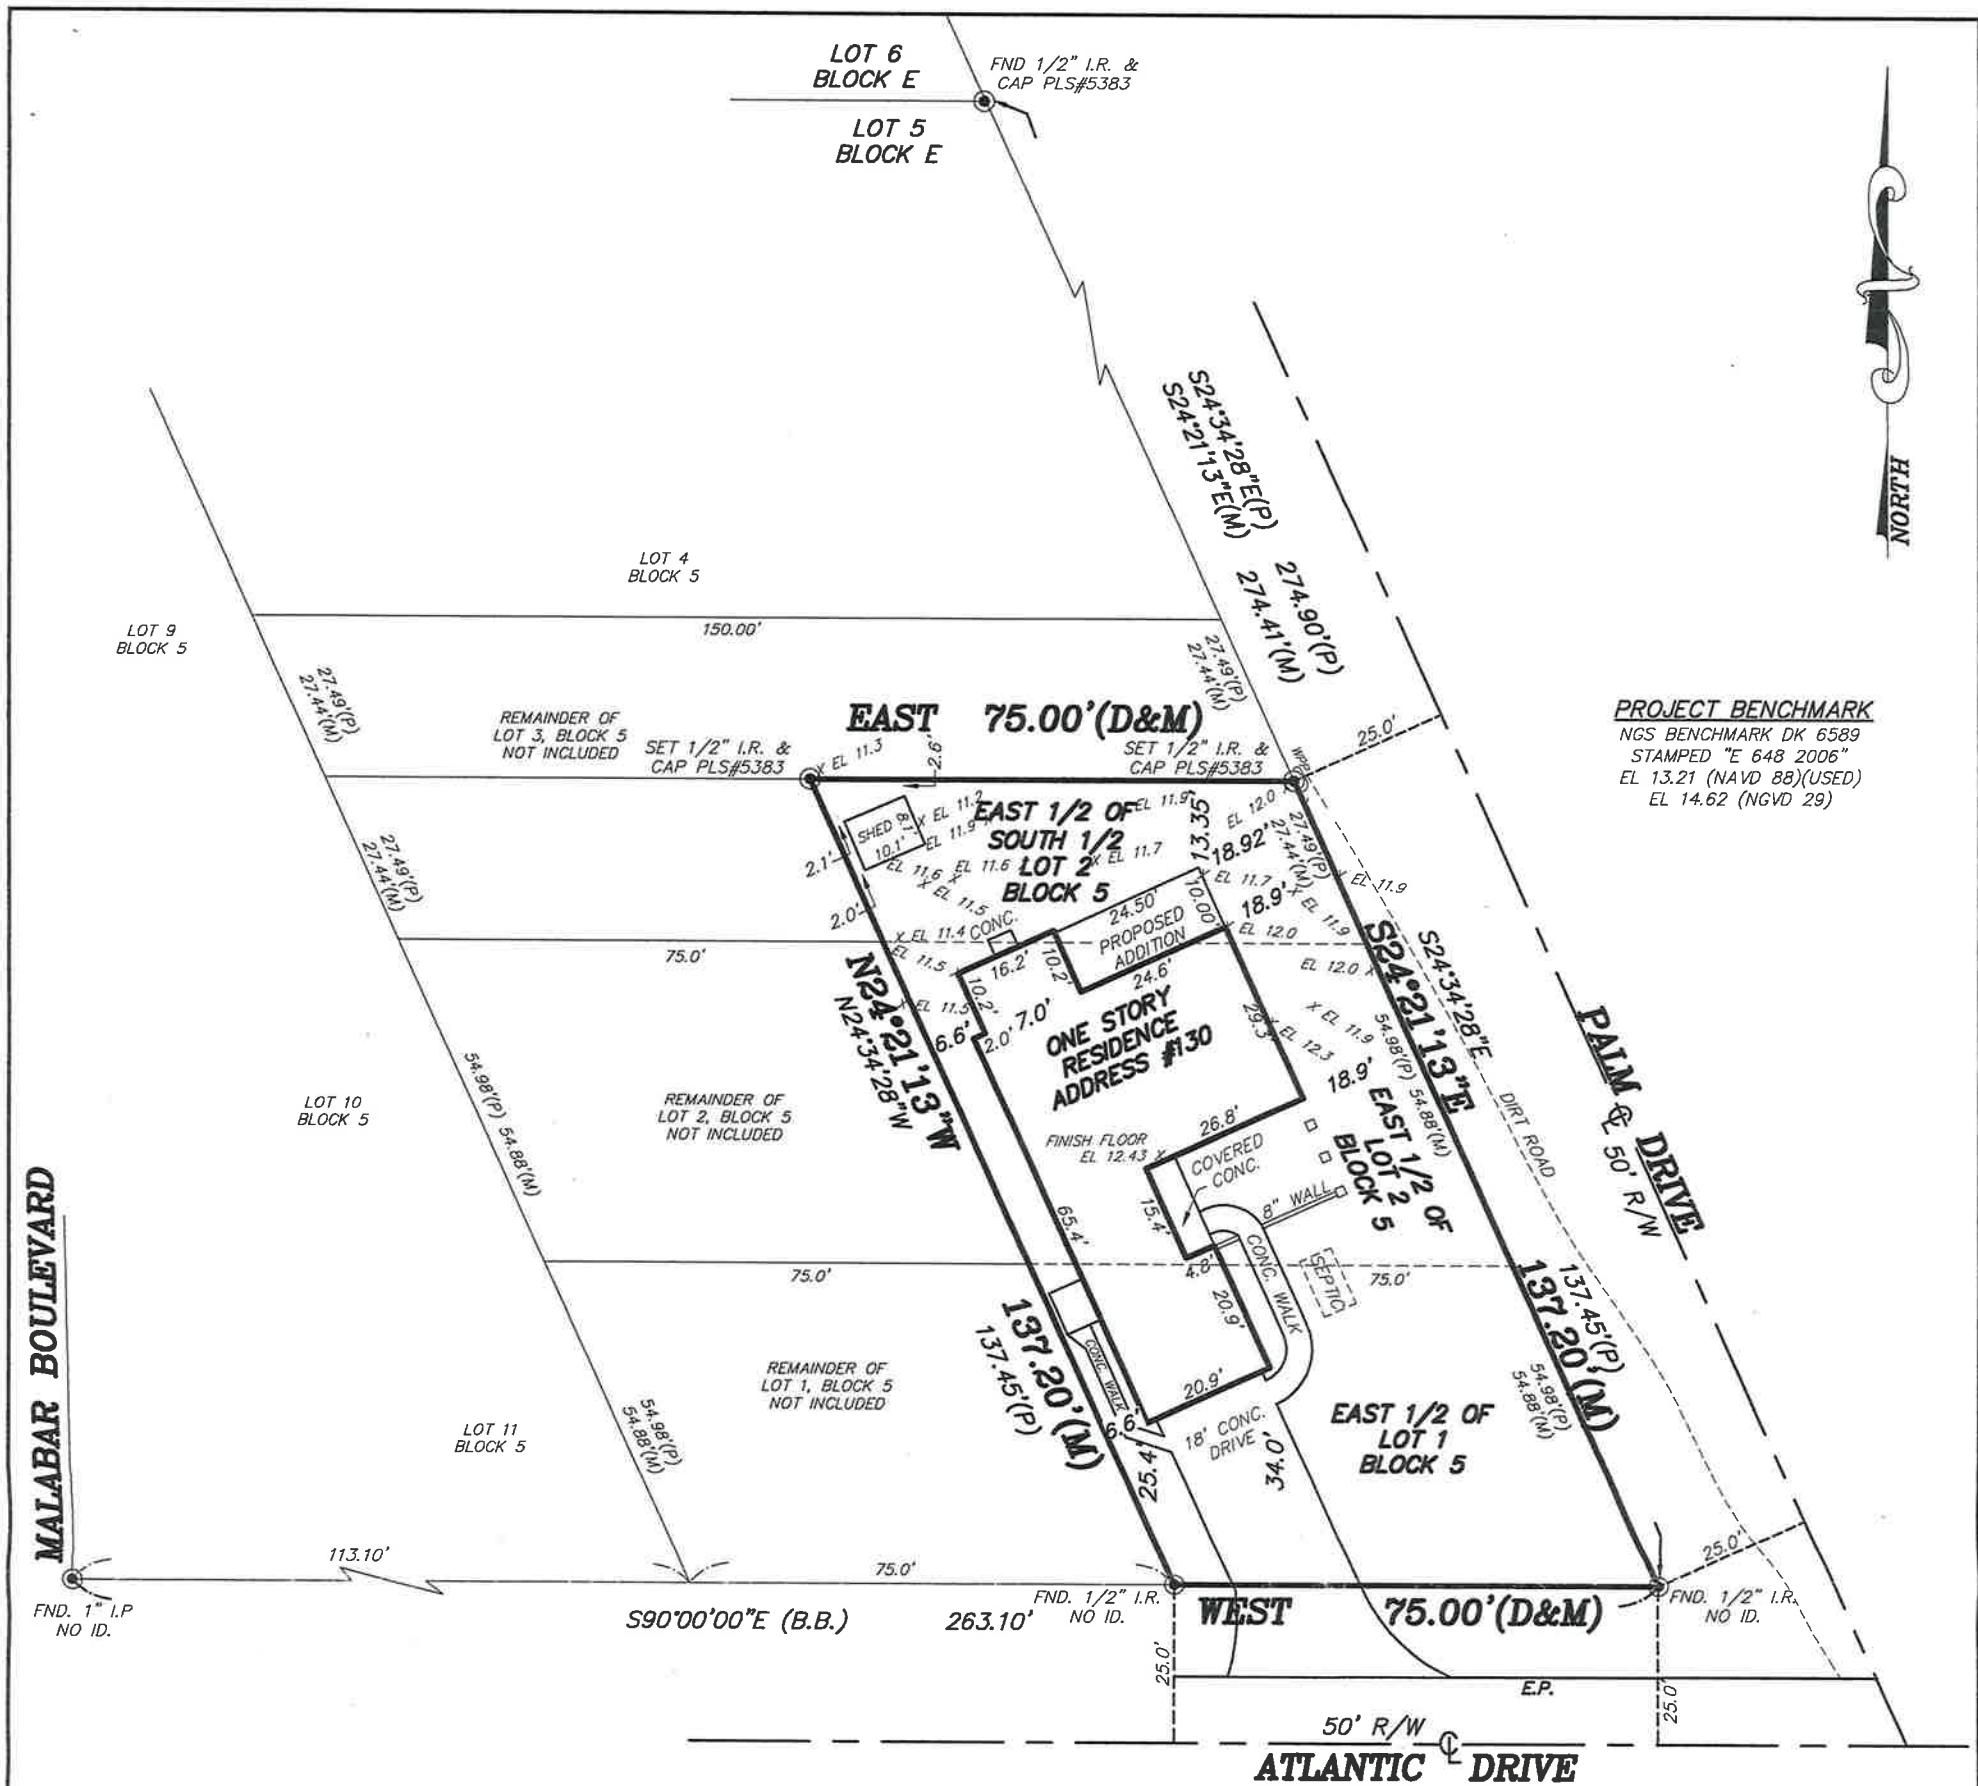 LOT 6
BLOCK E
FND 1/2" I.R. &
CAP PLS#5383
LOT 5
BLOCK E
NORTH
S24°34'28"E(P)
S24°21'13"E(M)
274.90'(P)
274.41'(M)
LOT 4
BLOCK 5
150.00'
LOT 9
BLOCK 5
27.49'(P)
27.44'(M)
27.49'(P)
27.44'(M)
REMAINDER OF
LOT 3, BLOCK 5
NOT INCLUDED
EAST 75.00'(D&M)
SET 1/2" I.R. &
CAP PLS#5383
EL 11.3
2.6'
SET 1/2" I.R. &
CAP PLS#5383
25.0'
PROJECT BENCHMARK
NGS BENCHMARK DK 6589
STAMPED "E 648 2006"
EL 13.21 (NAVD 88)(USED)
EL 14.62 (NGVD 29)
27.49'(P)
27.44'(M)
2.1'
SHED
8.1'
10.1'
X EL 11.2
EL 11.9
EAST 1/2 OF
SOUTH 1/2
LOT 2
BLOCK 5
EL 11.9
13.35'
EL 12.0
18.92'
27.49'(P)
27.44'(M)
EL 11.6 X
EL 11.6
X EL 11.7
X EL 11.5
X EL 11.7
X EL 11.9
X EL 11.9
2.0'
X EL 11.4
CONC.
24.50'
10.00'
18.9'
PROPOSED
ADDITION
EL 12.0
75.0'
EL 11.5
16.2'
10.2'
24.6'
EL 12.0 X
10.2'
X EL 11.5
N24°21'13"W
N24°34'28"W
6.6'
2.0'
7.0'
ONE STORY
RESIDENCE
ADDRESS #130
29.3'
X EL 12.3
X EL 11.9
18.9'
S24°21'13"E
S24°34'28"E
54.98'(P) 54.88'(M)
DIRT ROAD
PALM DRIVE
℄ 50' R/W
54.98'(P) 54.88'(M)
LOT 10
BLOCK 5
REMAINDER OF
LOT 2, BLOCK 5
NOT INCLUDED
FINISH FLOOR
EL 12.43 X
26.8'
COVERED
CONC.
EAST 1/2 OF
LOT 2
BLOCK 5
8" WALL
15.4'
65.4'
4.8'
CONC. WALK
SEPTIC
75.0'
75.0'
20.9'
137.20'(M)
137.45'(P)
CONC. WALK
137.45'(P)
137.20'(M)
54.98'(P)
54.88'(M)
MALABAR BOULEVARD
REMAINDER OF
LOT 1, BLOCK 5
NOT INCLUDED
20.9'
6.6'
25.4'
18' CONC.
DRIVE
34.0'
EAST 1/2 OF
LOT 1
BLOCK 5
LOT 11
BLOCK 5
54.98'(P)
54.88'(M)
25.0'
113.10'
75.0'
FND. 1" I.P
NO ID.
S90°00'00"E (B.B.)
263.10'
FND. 1/2" I.R.
NO ID.
WEST 75.00'(D&M)
FND. 1/2" I.R.
NO ID.
25.0'
25.0'
E.P.
50' R/W ℄
ATLANTIC DRIVE